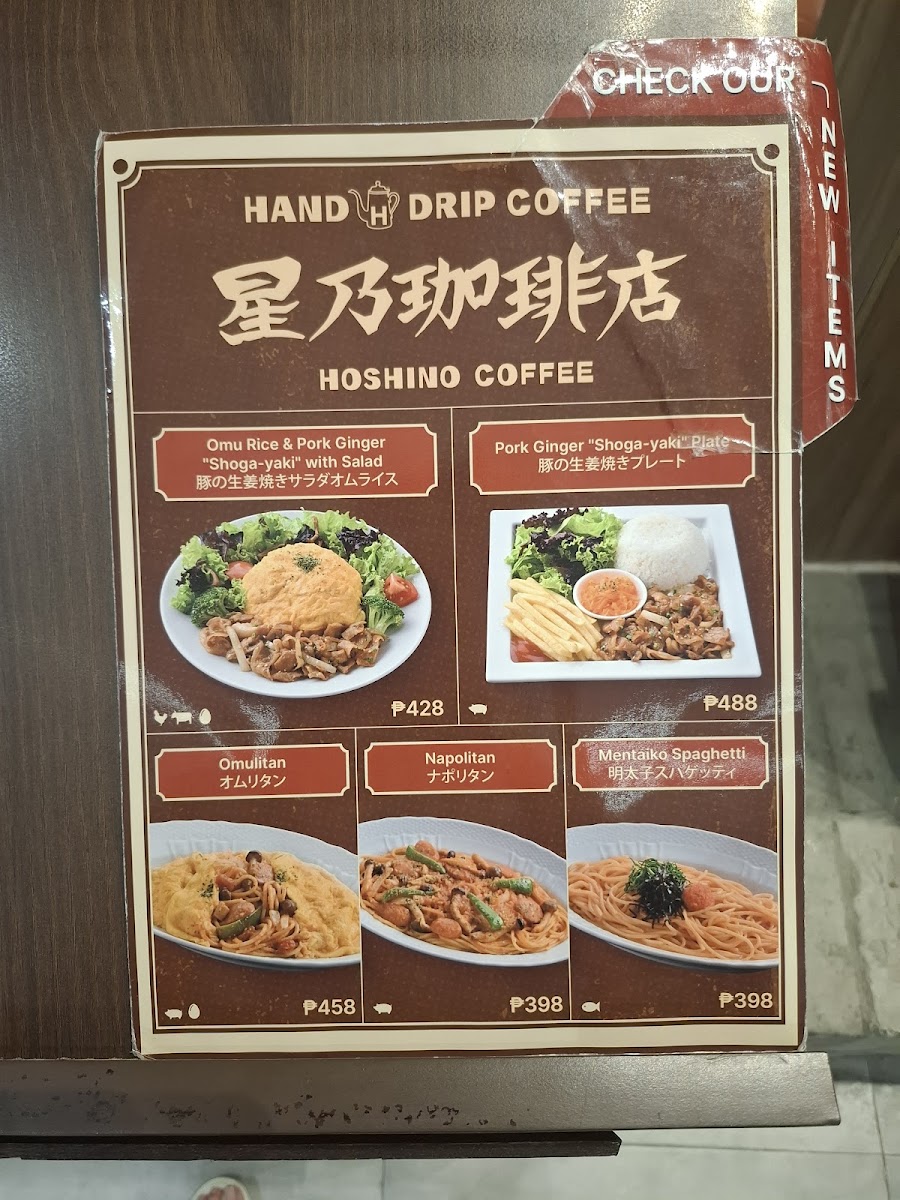 CHECK OUR
NEW ITEMS
HAND H DRIP COFFEE
星乃珈琲店
HOSHINO COFFEE
Omu Rice & Pork Ginger
"Shoga-yaki" with Salad
豚の生姜焼きサラダオムライス
₱428
Pork Ginger "Shoga-yaki" Plate
豚の生姜焼きプレート
₱488
Omulitan
オムリタン
₱458
Napolitan
ナポリタン
₱398
Mentaiko Spaghetti
明太子スパゲッティ
₱398